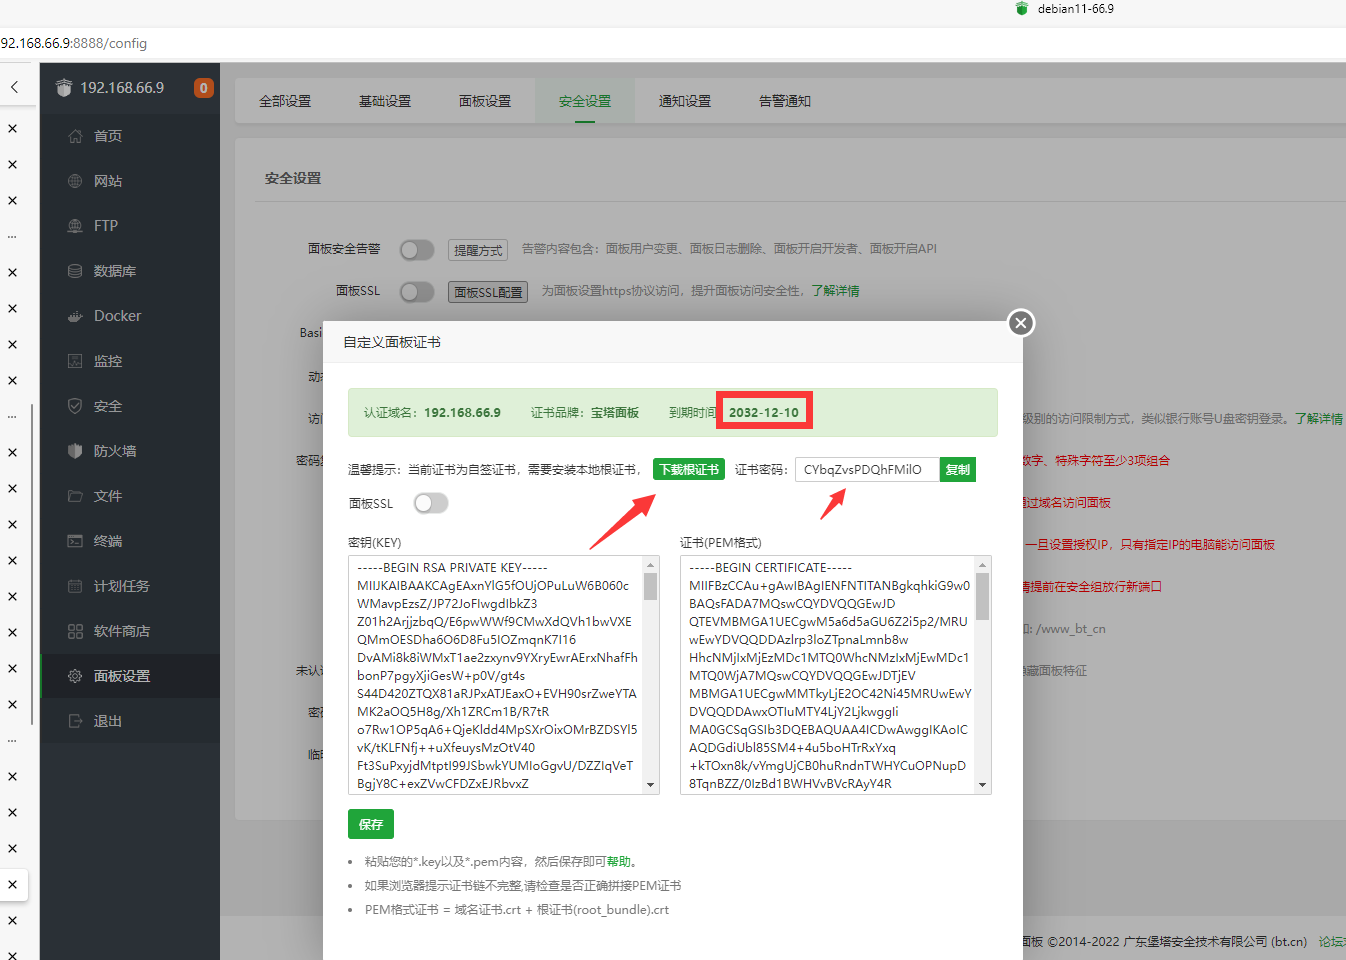 debian11-66.9
92.168.66.9:8888/config
192.168.66.9
0
首页
网站
FTP
数据库
Docker
监控
安全
防火墙
文件
终端
计划任务
软件商店
面板设置
退出
全部设置
基础设置
面板设置
安全设置
通知设置
告警通知
安全设置
面板安全告警
提醒方式
告警内容包含：面板用户变更、面板日志删除、面板开启开发者、面板开启API
面板SSL
面板SSL配置
为面板设置https协议访问，提升面板访问安全性，了解详情
Basi
动
访
级别的访问限制方式，类似银行账号U盘密钥登录。了解详情
密码
数字、特殊字符至少3项组合
过域名访问面板
一旦设置授权IP，只有指定IP的电脑能访问面板
请提前在安全组放行新端口
: /www_bt_cn
未认
藏面板特征
密
临
自定义面板证书
认证域名：192.168.66.9 证书品牌：宝塔面板 到期时间 2032-12-10
温馨提示：当前证书为自签证书，需要安装本地根证书， 下载根证书 证书密码： CYbqZvsPDQhFMilO 复制
面板SSL
密钥(KEY)
-----BEGIN RSA PRIVATE KEY-----
MIIJKAIBAAKCAgEAxnYlG5fOUjOPuLuW6B060c
WMavpEzsZ/JP72JoFIwgdIbkZ3
Z01h2ArjjzbqQ/E6pwWWf9CMwXdQVh1bwVXE
QMmOESDha6O6D8Fu5IOZmqnK7I16
DvAMi8k8iWMxT1ae2zxynv9YXryEwrAErxNhafFh
bonP7pgyXjiGesW+p0V/gt4s
S44D420ZTQX81aRJPxATJEaxO+EVH90srZweYTA
MK2aOQ5H8g/Xh1ZRCm1B/R7tR
o7Rw1OP5qA6+QjeKldd4MpSXrOixOMrBZDSYl5
vK/tKLFNfj++uXfeuysMzOtV40
Ft3SuPxyjdMtptI99JSbwkYUMIoGgvU/DZZIqVeT
BgjY8C+exZVwCFDZxEJRbvxZ
证书(PEM格式)
-----BEGIN CERTIFICATE-----
MIIFBzCCAu+gAwIBAgIENFNTITANBgkqhkiG9w0
BAQsFADA7MQswCQYDVQQGEwJD
QTEVMBMGA1UECgwM5a6d5aGU6Z2i5p2/MRU
wEwYDVQQDDAzlrp3loZTpnaLmnb8w
HhcNMjIxMjEzMDc1MTQ0WhcNMzIxMjEwMDc1
MTQ0WjA7MQswCQYDVQQGEwJDTjEV
MBMGA1UECgwMMTkyLjE2OC42Ni45MRUwEwY
DVQQDDAwxOTIuMTY4LjY2LjkwggIi
MA0GCSqGSIb3DQEBAQUAA4ICDwAwggIKAoIC
AQDGdiUbl85SM4+4u5boHTrRxYxq
+kTOxn8k/vYmgUjCB0huRndnTWHYCuOPNupD
8TqnBZZ/0IzBd1BWHVvBVcRAyY4R
保存
粘贴您的*.key以及*.pem内容，然后保存即可帮助。
如果浏览器提示证书链不完整,请检查是否正确拼接PEM证书
PEM格式证书 = 域名证书.crt + 根证书(root_bundle).crt
面板 ©2014-2022 广东堡塔安全技术有限公司 (bt.cn) 论坛